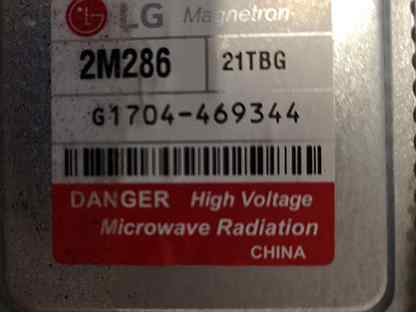 LG Magnetron
2M286 21TBG
G1704-469344
DANGER High Voltage
Microwave Radiation
CHINA